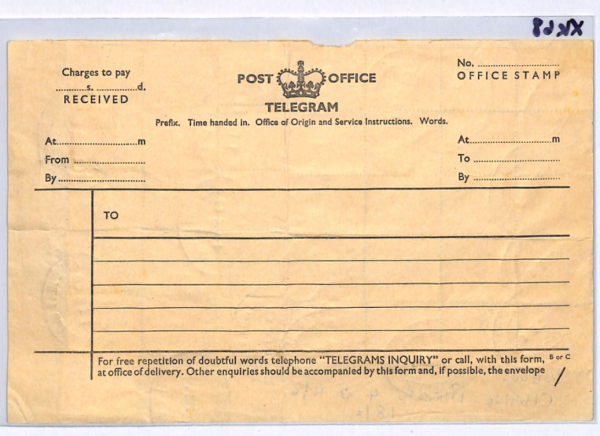 Charges to pay
..........s. ..........d.
RECEIVED
POST OFFICE
TELEGRAM
No. ........................
OFFICE STAMP
Prefix. Time handed in. Office of Origin and Service Instructions. Words.
At........................m
From ........................
By........................
At........................m
To ........................
By ........................
TO
For free repetition of doubtful words telephone "TELEGRAMS INQUIRY" or call, with this form,
at office of delivery. Other enquiries should be accompanied by this form and, if possible, the envelope
B or C